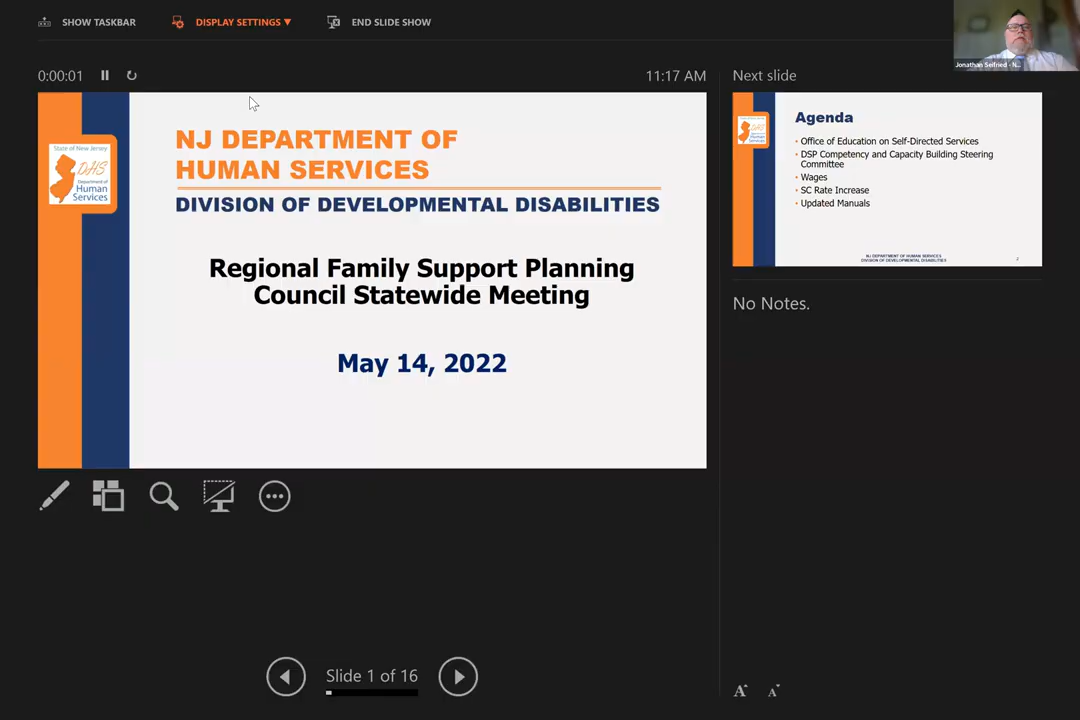 SHOW TASKBAR
DISPLAY SETTINGS ▼
END SLIDE SHOW
Jonathan Seifried - N...
0:00:01
11:17 AM
Next slide
State of New Jersey
DHS
Department of
Human
Services
NJ DEPARTMENT OF
HUMAN SERVICES
DIVISION OF DEVELOPMENTAL DISABILITIES
Regional Family Support Planning
Council Statewide Meeting
May 14, 2022
Agenda
• Office of Education on Self-Directed Services
• DSP Competency and Capacity Building Steering
Committee
• Wages
• SC Rate Increase
• Updated Manuals
NJ DEPARTMENT OF HUMAN SERVICES
DIVISION OF DEVELOPMENTAL DISABILITIES
2
No Notes.
Slide 1 of 16
A
A